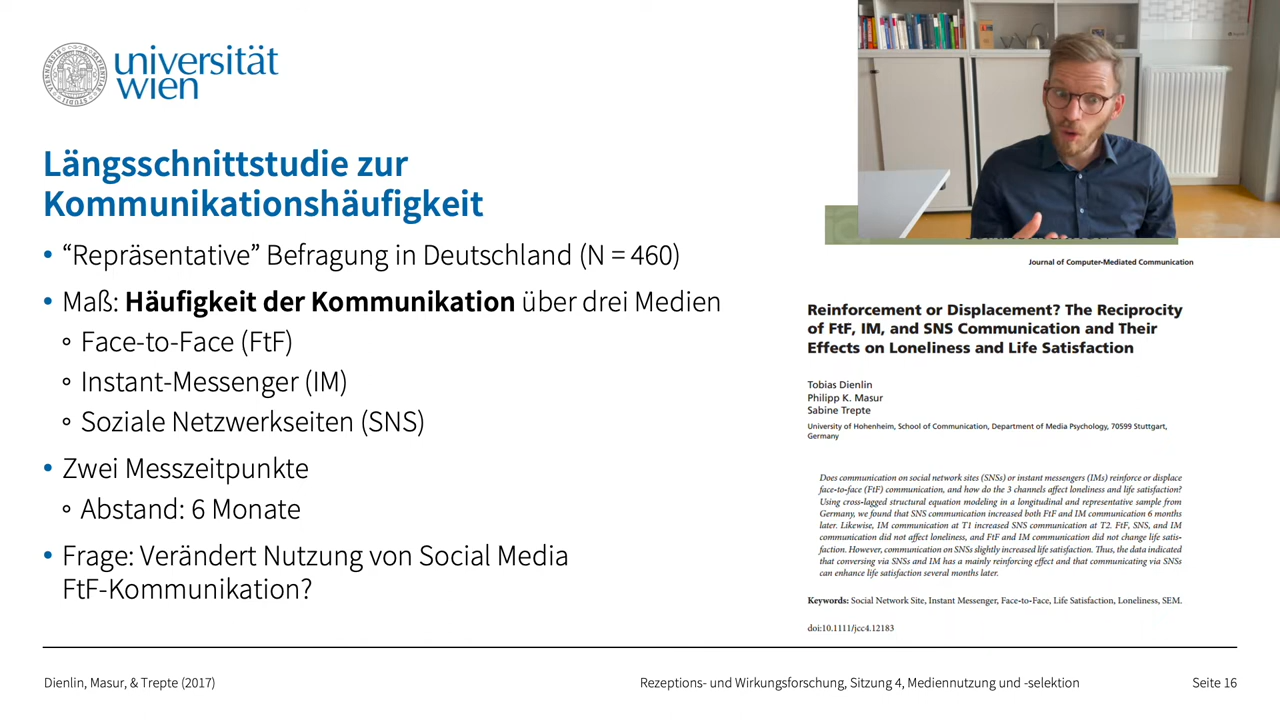 universität
wien
Längsschnittstudie zur
Kommunikationshäufigkeit
• “Repräsentative” Befragung in Deutschland (N = 460)
• Maß: Häufigkeit der Kommunikation über drei Medien
∘ Face-to-Face (FtF)
∘ Instant-Messenger (IM)
∘ Soziale Netzwerkseiten (SNS)
• Zwei Messzeitpunkte
∘ Abstand: 6 Monate
• Frage: Verändert Nutzung von Social Media
FtF-Kommunikation?
Journal of Computer-Mediated Communication
Reinforcement or Displacement? The Reciprocity
of FtF, IM, and SNS Communication and Their
Effects on Loneliness and Life Satisfaction
Tobias Dienlin
Philipp K. Masur
Sabine Trepte
University of Hohenheim, School of Communication, Department of Media Psychology, 70599 Stuttgart,
Germany
Does communication on social network sites (SNSs) or instant messengers (IMs) reinforce or displace
face-to-face (FtF) communication, and how do the 3 channels affect loneliness and life satisfaction?
Using cross-lagged structural equation modeling in a longitudinal and representative sample from
Germany, we found that SNS communication increased both FtF and IM communication 6 months
later. Likewise, IM communication at T1 increased SNS communication at T2. FtF, SNS, and IM
communication did not affect loneliness, and FtF and IM communication did not change life satis-
faction. However, communication on SNSs slightly increased life satisfaction. Thus, the data indicated
that conversing via SNSs and IM has a mainly reinforcing effect and that communicating via SNSs
can enhance life satisfaction several months later.
Keywords: Social Network Site, Instant Messenger, Face-to-Face, Life Satisfaction, Loneliness, SEM.
doi:10.1111/jcc4.12183
Dienlin, Masur, & Trepte (2017)
Rezeptions- und Wirkungsforschung, Sitzung 4, Mediennutzung und -selektion
Seite 16